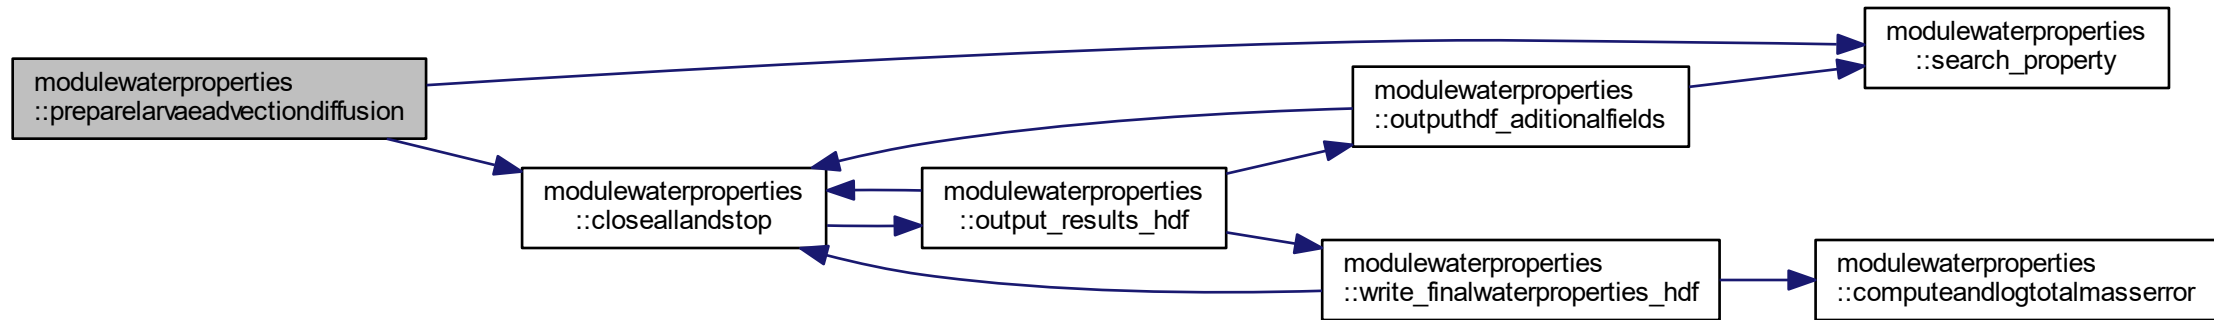 modulewaterproperties
::preparelarvaeadvectiondiffusion
modulewaterproperties
::closeallandstop
modulewaterproperties
::output_results_hdf
modulewaterproperties
::outputhdf_aditionalfields
modulewaterproperties
::search_property
modulewaterproperties
::write_finalwaterproperties_hdf
modulewaterproperties
::computeandlogtotalmasserror